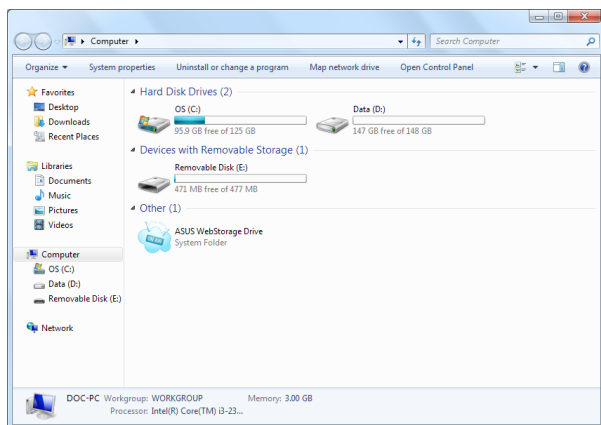 Computer
Search Computer
Organize
System properties
Uninstall or change a program
Map network drive
Open Control Panel
Favorites
Desktop
Downloads
Recent Places
Libraries
Documents
Music
Pictures
Videos
Computer
OS (C:)
Data (D:)
Removable Disk (E:)
Network
Hard Disk Drives (2)
OS (C:)
95.9 GB free of 125 GB
Data (D:)
147 GB free of 148 GB
Devices with Removable Storage (1)
Removable Disk (E:)
471 MB free of 477 MB
Other (1)
ON AIR
ASUS WebStorage Drive
System Folder
DOC-PC Workgroup: WORKGROUP Memory: 3.00 GB
Processor: Intel(R) Core(TM) i3-23...